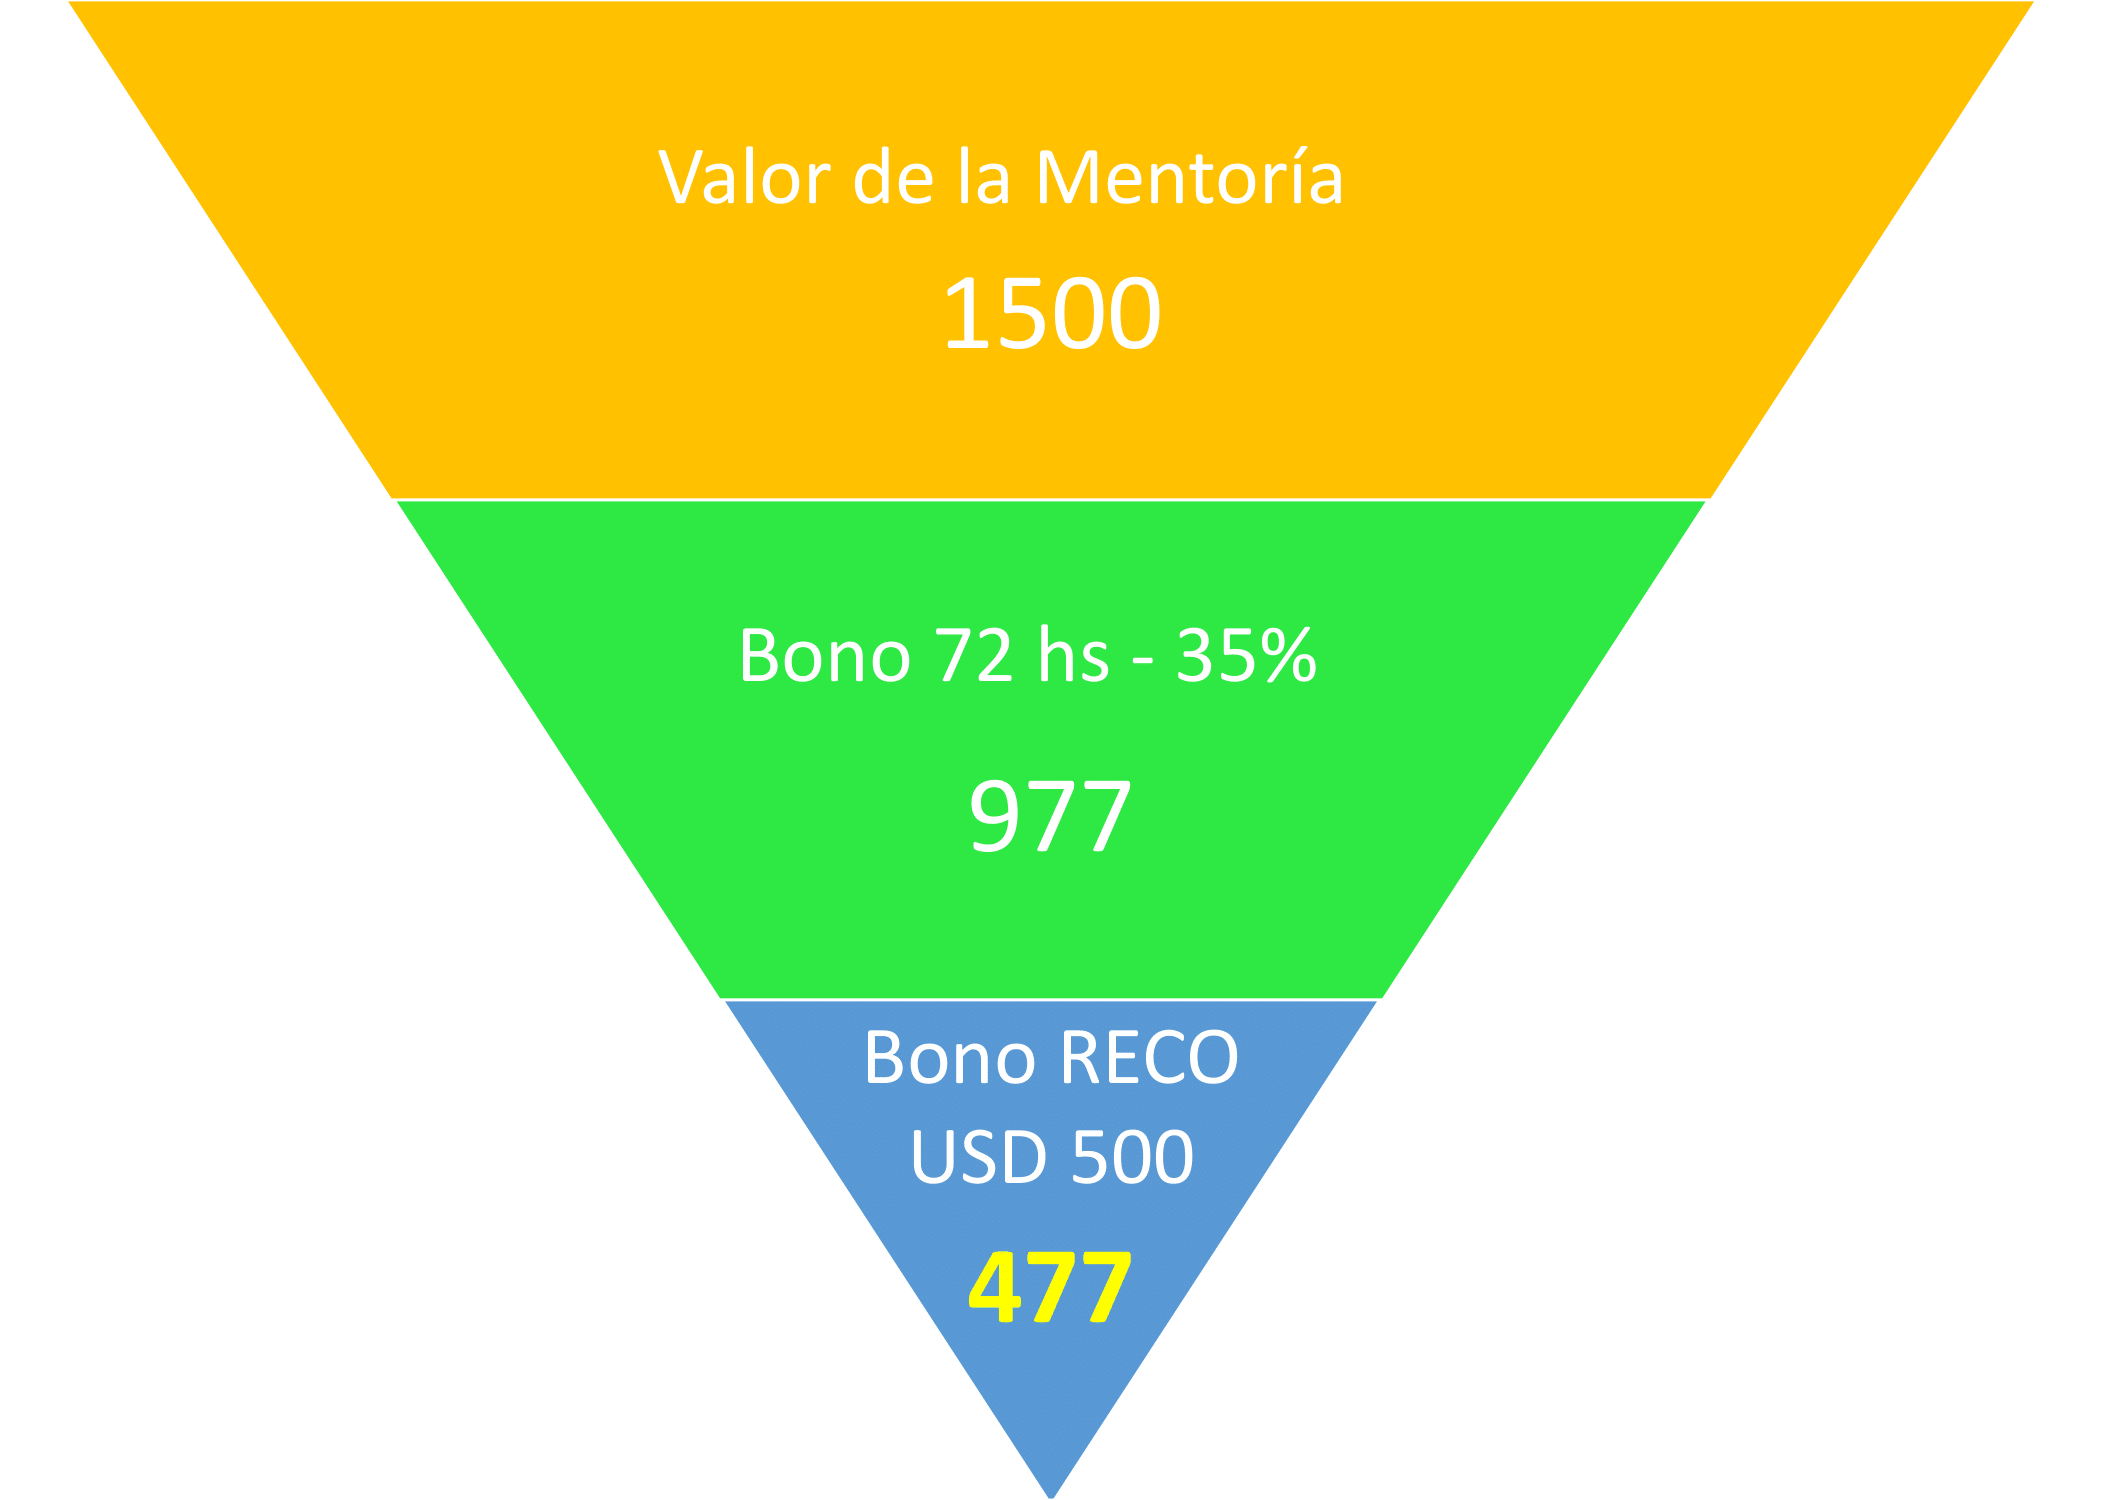 Valor de la Mentoría
1500
Bono 72 hs - 35%
977
Bono RECO
USD 500
477